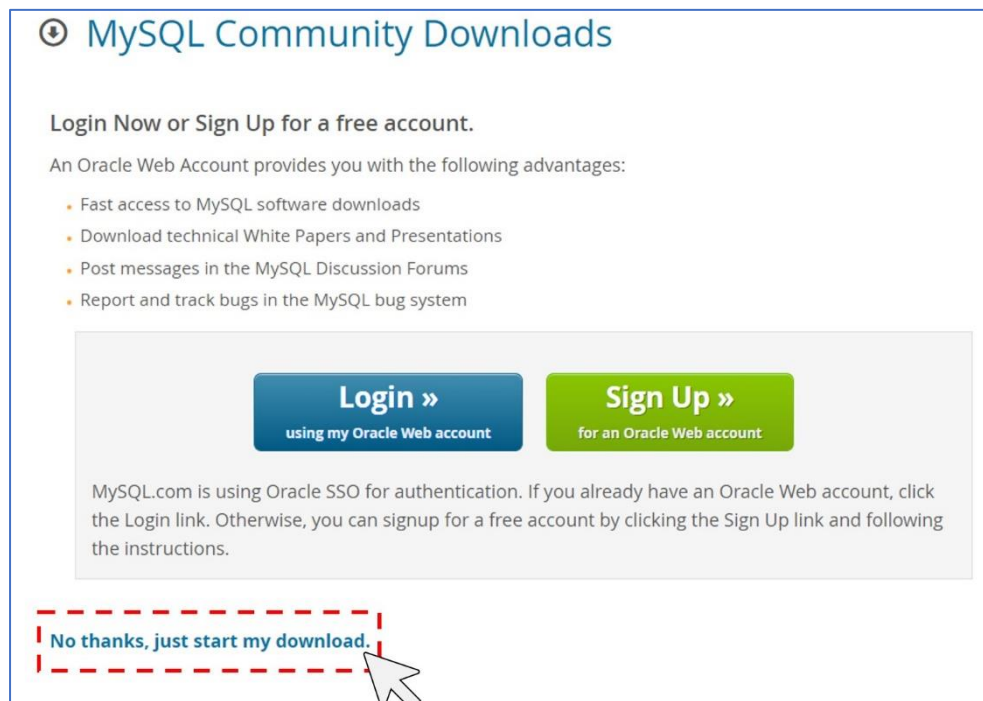 MySQL Community Downloads
Login Now or Sign Up for a free account.
An Oracle Web Account provides you with the following advantages:
Fast access to MySQL software downloads
Download technical White Papers and Presentations
Post messages in the MySQL Discussion Forums
Report and track bugs in the MySQL bug system
Login »
using my Oracle Web account
Sign Up »
for an Oracle Web account
MySQL.com is using Oracle SSO for authentication. If you already have an Oracle Web account, click
the Login link. Otherwise, you can signup for a free account by clicking the Sign Up link and following
the instructions.
No thanks, just start my download.